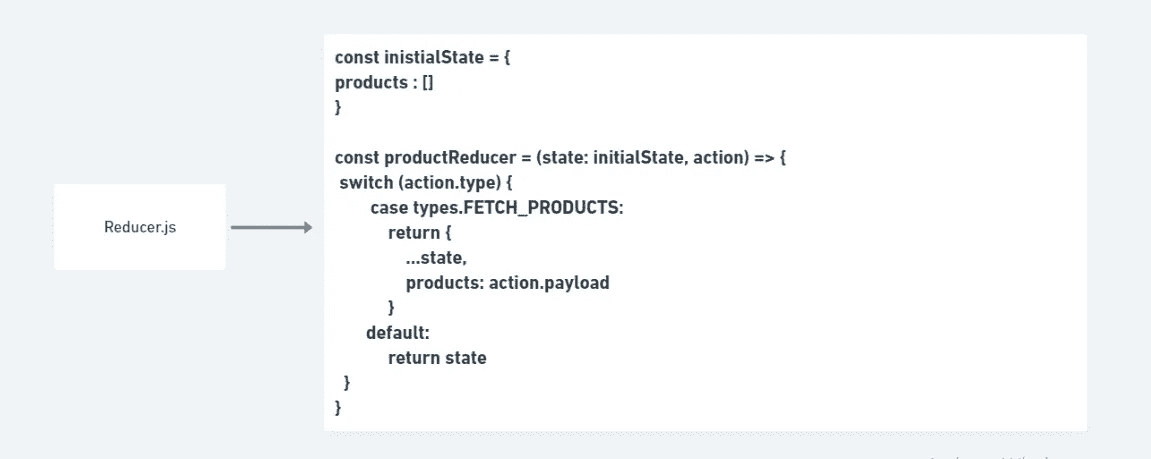 const inistialState = {
products : []
}
const productReducer = (state: initialState, action) => {
switch (action.type) {
case types.FETCH_PRODUCTS:
return {
...state,
products: action.payload
}
default:
return state
}
}
Reducer.js